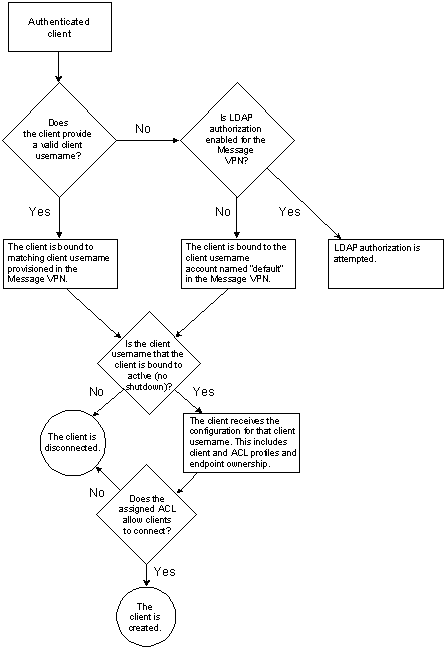 Authenticated
client
Does
the client provide
a valid client
username?
No
Is LDAP
authorization
enabled for the
Message
VPN?
Yes
No
Yes
The client is bound to
matching client username
provisioned in the
Message VPN.
The client is bound to the
client username
account named "default"
in the Message VPN.
LDAP authorization is
attempted.
Is the client
username that the
client is bound to
active (no
shutdown)?
No
Yes
The client is
disconnected.
The client receives the
configuration for that client
username. This includes
client and ACL profiles and
endpoint ownership.
No
Does the
assigned ACL
allow clients
to connect?
Yes
The
client is
created.